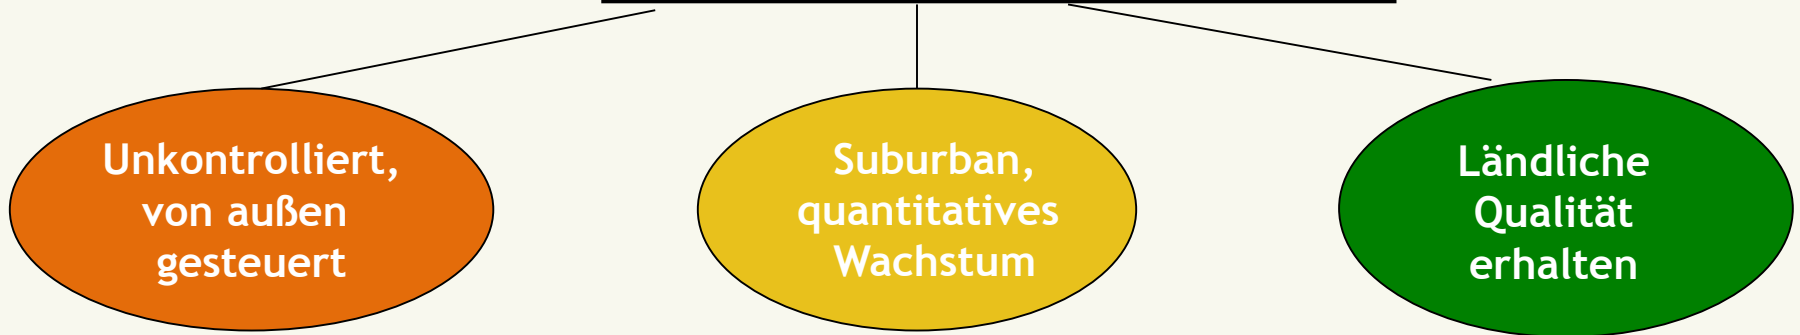 Unkontrolliert,
von außen
gesteuert
Suburban,
quantitatives
Wachstum
Ländliche
Qualität
erhalten